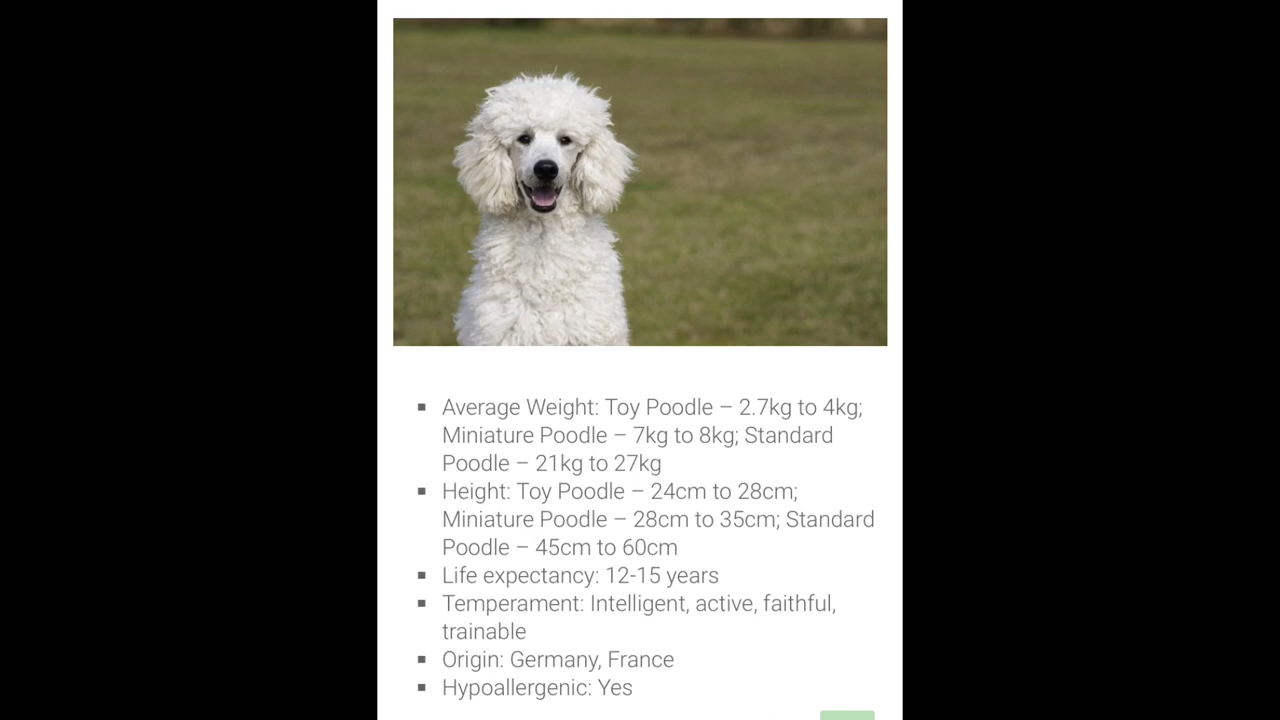 Average Weight: Toy Poodle – 2.7kg to 4kg;
Miniature Poodle – 7kg to 8kg; Standard
Poodle – 21kg to 27kg
Height: Toy Poodle – 24cm to 28cm;
Miniature Poodle – 28cm to 35cm; Standard
Poodle – 45cm to 60cm
Life expectancy: 12-15 years
Temperament: Intelligent, active, faithful,
trainable
Origin: Germany, France
Hypoallergenic: Yes